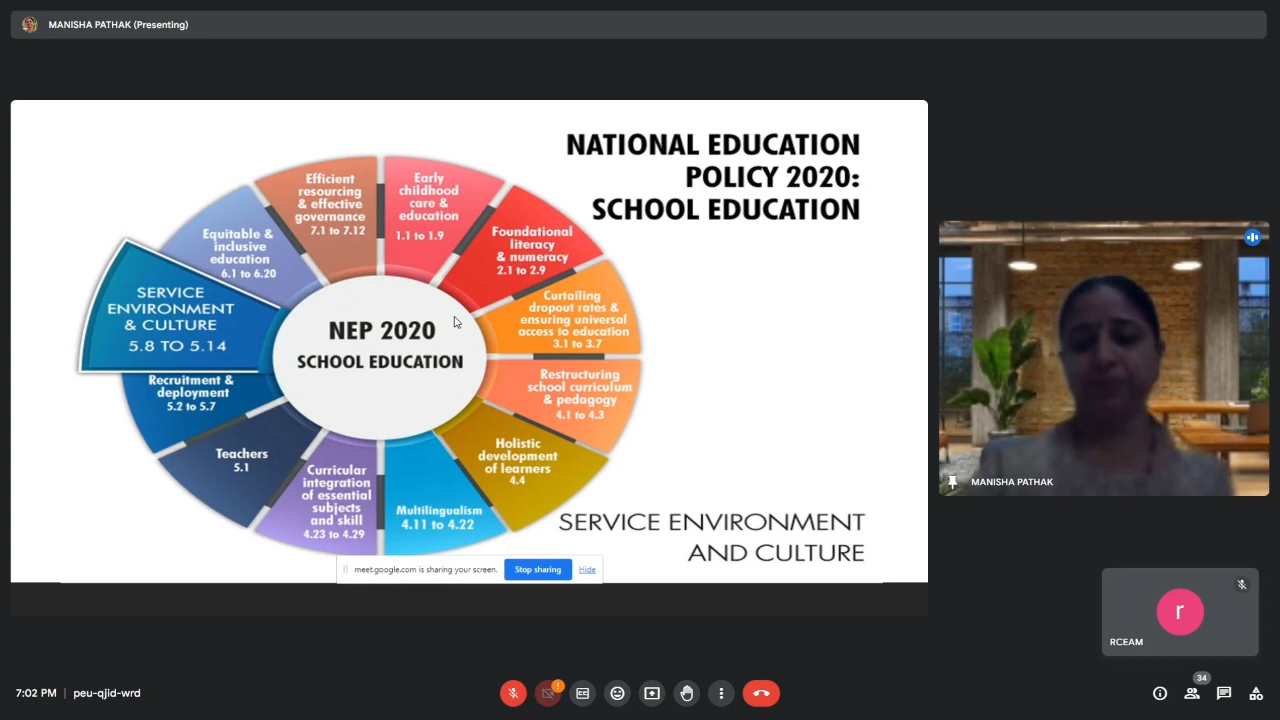 MANISHA PATHAK (Presenting)
NATIONAL EDUCATION
POLICY 2020:
SCHOOL EDUCATION
Efficient
resourcing
& effective
governance
7.1 to 7.12
Early
childhood
care &
education
1.1 to 1.9
Foundational
literacy
& numeracy
2.1 to 2.9
Curtailing
dropout rates &
ensuring universal
access to education
3.1 to 3.7
Restructuring
school curriculum
& pedagogy
4.1 to 4.3
Holistic
development
of learners
4.4
Multilingualism
4.11 to 4.22
Curricular
integration
of essential
subjects
and skill
4.23 to 4.29
Teachers
5.1
Recruitment &
deployment
5.2 to 5.7
SERVICE
ENVIRONMENT
& CULTURE
5.8 TO 5.14
Equitable &
inclusive
education
6.1 to 6.20
NEP 2020
SCHOOL EDUCATION
SERVICE ENVIRONMENT
AND CULTURE
meet.google.com is sharing your screen.
Stop sharing
Hide
MANISHA PATHAK
r
RCEAM
7:02 PM | peu-qjid-wrd
34